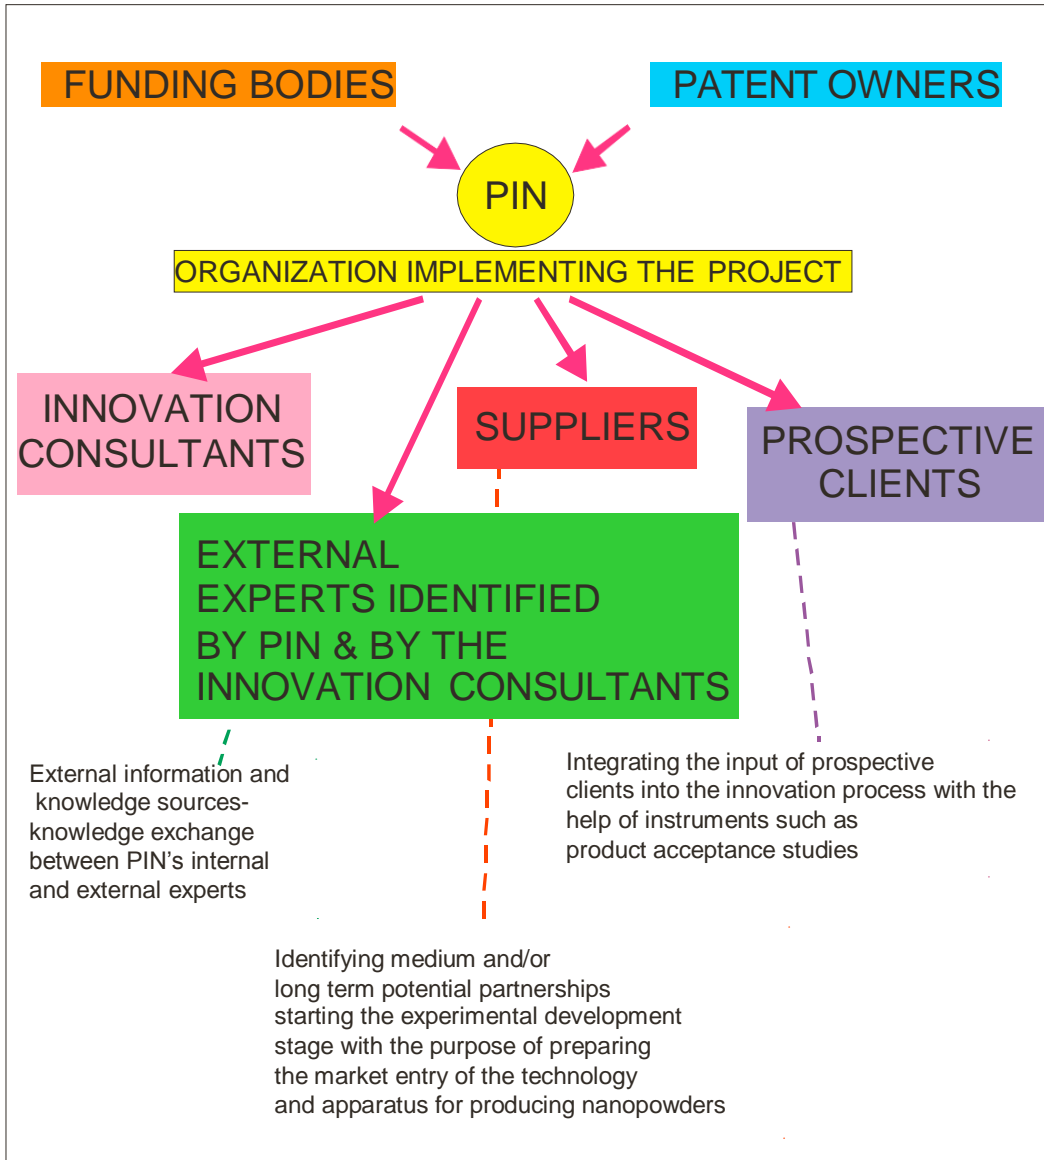 FUNDING BODIES
PATENT OWNERS
PIN
ORGANIZATION IMPLEMENTING THE PROJECT
INNOVATION
CONSULTANTS
SUPPLIERS
PROSPECTIVE
CLIENTS
EXTERNAL
EXPERTS IDENTIFIED
BY PIN & BY THE
INNOVATION CONSULTANTS
External information and
knowledge sources-
knowledge exchange
between PIN’s internal
and external experts
Integrating the input of prospective
clients into the innovation process with the
help of instruments such as
product acceptance studies
Identifying medium and/or
long term potential partnerships
starting the experimental development
stage with the purpose of preparing
the market entry of the technology
and apparatus for producing nanopowders